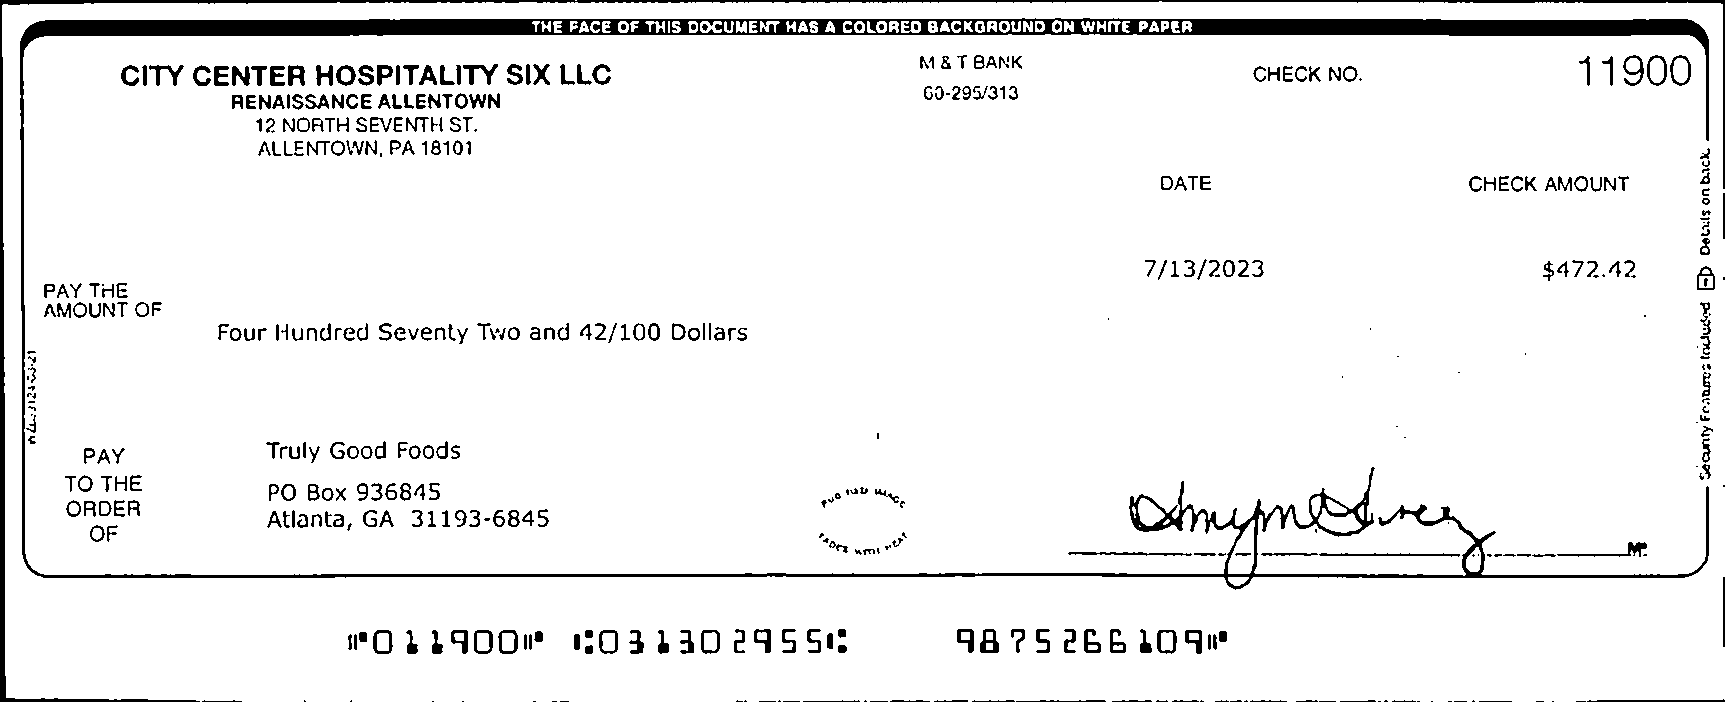 THE FACE OF THIS DOCUMENT HAS A COLORED BACKGROUND ON WHITE PAPER
CITY CENTER HOSPITALITY SIX LLC
RENAISSANCE ALLENTOWN
12 NORTH SEVENTH ST.
ALLENTOWN, PA 18101
M & T BANK
60-295/313
CHECK NO.
11900
DATE
CHECK AMOUNT
7/13/2023
$472.42
PAY THE
AMOUNT OF
Four Hundred Seventy Two and 42/100 Dollars
PAY
TO THE
ORDER
OF
Truly Good Foods
PO Box 936845
Atlanta, GA 31193-6845
RUB RED IMAGE
FADES WITH HEAT
MP
Security Features Included Details on back.
⑈011900⑈ ⑆031302955⑆ 9875266109⑈